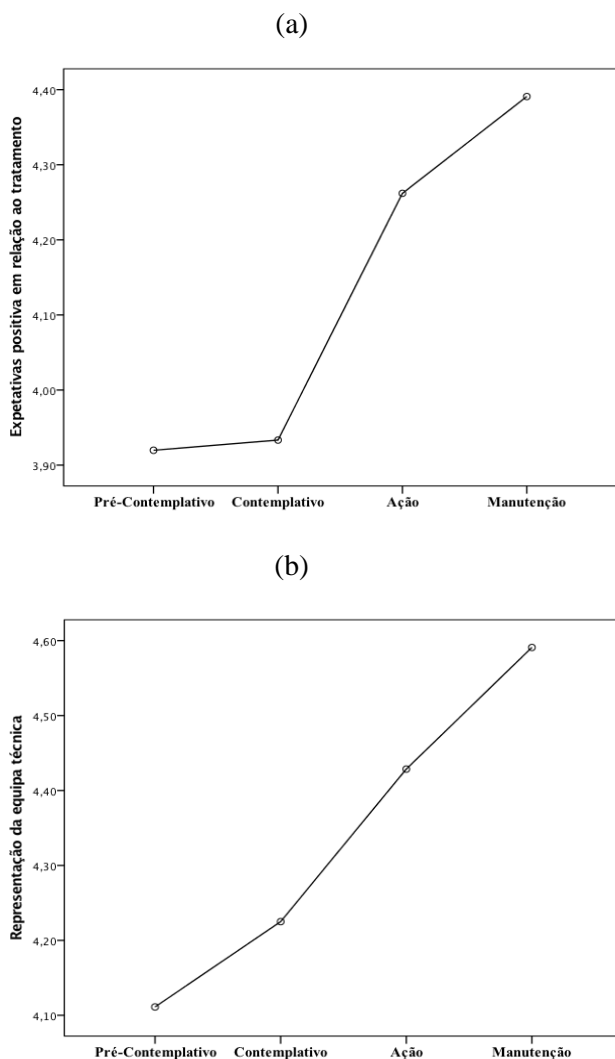 (a)
Expetativas positiva em relação ao tratamento
4,40
4,30
4,20
4,10
4,00
3,90
Pré-Contemplativo Contemplativo Ação Manutenção
(b)
Representação da equipa técnica
4,60
4,50
4,40
4,30
4,20
4,10
Pré-Contemplativo Contemplativo Ação Manutenção